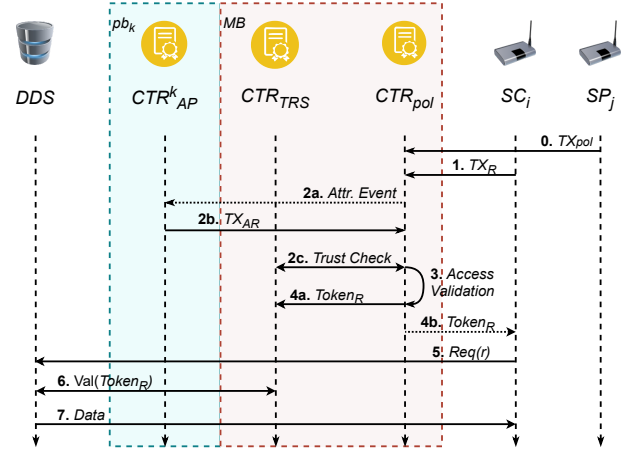 pb_k MB
DDS CTR^k_AP CTR_TRS CTR_pol SC_i SP_j
0. TX_pol
1. TX_R
2a. Attr. Event
2b. TX_AR
2c. Trust Check
3. Access
Validation
4a. Token_R
4b. Token_R
5. Req(r)
6. Val(Token_R)
7. Data